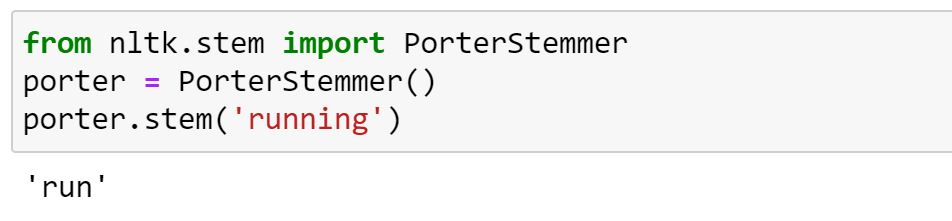 from nltk.stem import PorterStemmer
porter = PorterStemmer()
porter.stem('running')
'run'